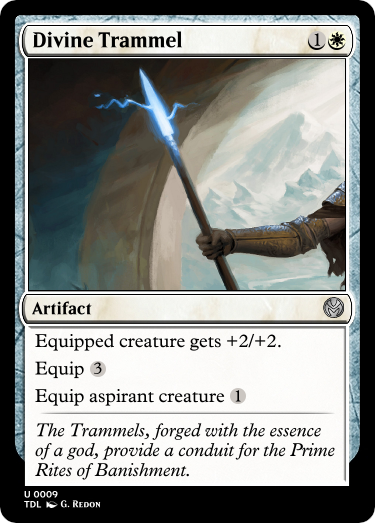 Divine Trammel 1
Artifact
Equipped creature gets +2/+2.
Equip 3
Equip aspirant creature 1
The Trammels, forged with the essence
of a god, provide a conduit for the Prime
Rites of Banishment.
U 0009
TDL G. Redon